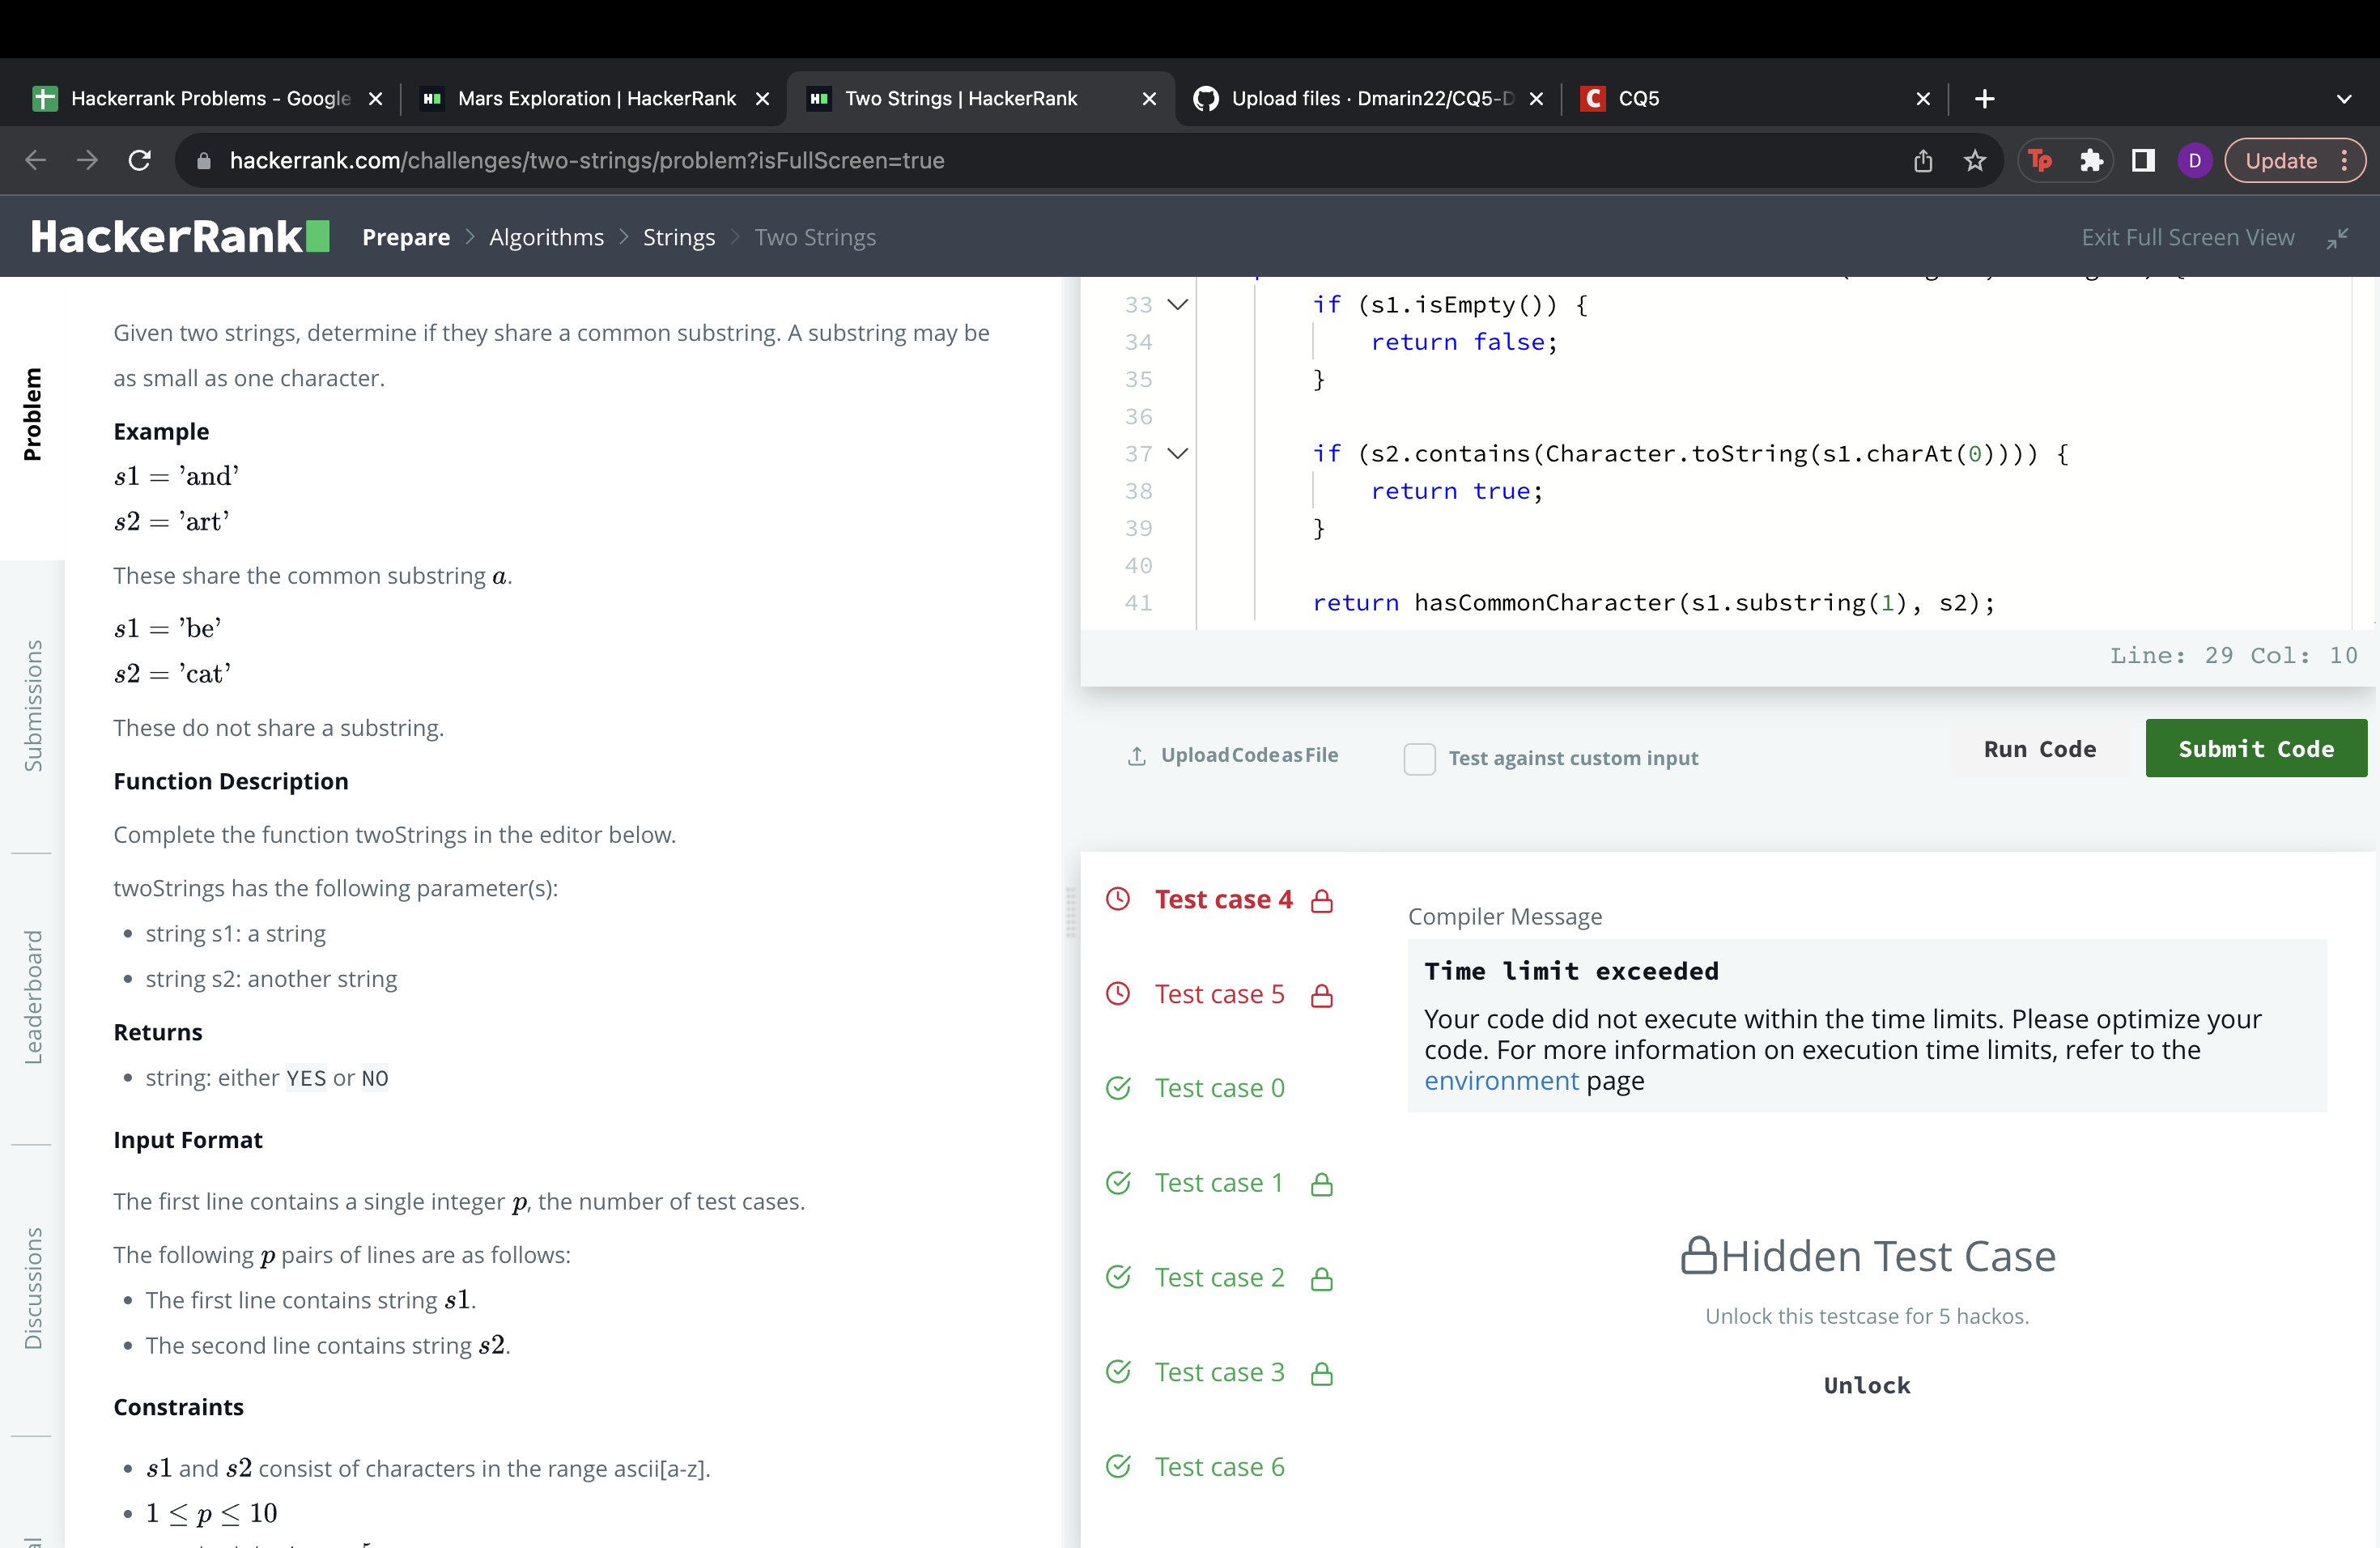 Hackerrank Problems - Google
Mars Exploration | HackerRank
Two Strings | HackerRank
Upload files · Dmarin22/CQ5-D
CQ5
hackerrank.com/challenges/two-strings/problem?isFullScreen=true
Tp
D
Update
HackerRank
Prepare > Algorithms > Strings > Two Strings
Exit Full Screen View
Problem
Submissions
Leaderboard
Discussions
Given two strings, determine if they share a common substring. A substring may be
as small as one character.
Example
s1 = 'and'
s2 = 'art'
These share the common substring a.
s1 = 'be'
s2 = 'cat'
These do not share a substring.
Function Description
Complete the function twoStrings in the editor below.
twoStrings has the following parameter(s):
• string s1: a string
• string s2: another string
Returns
• string: either YES or NO
Input Format
The first line contains a single integer p, the number of test cases.
The following p pairs of lines are as follows:
• The first line contains string s1.
• The second line contains string s2.
Constraints
• s1 and s2 consist of characters in the range ascii[a-z].
• 1 ≤ p ≤ 10
33 if (s1.isEmpty()) {
34 return false;
35 }
36
37 if (s2.contains(Character.toString(s1.charAt(0)))) {
38 return true;
39 }
40
41 return hasCommonCharacter(s1.substring(1), s2);
Line: 29 Col: 10
Upload Code as File
Test against custom input
Run Code
Submit Code
Test case 4
Test case 5
Test case 0
Test case 1
Test case 2
Test case 3
Test case 6
Compiler Message
Time limit exceeded
Your code did not execute within the time limits. Please optimize your
code. For more information on execution time limits, refer to the
environment page
Hidden Test Case
Unlock this testcase for 5 hackos.
Unlock